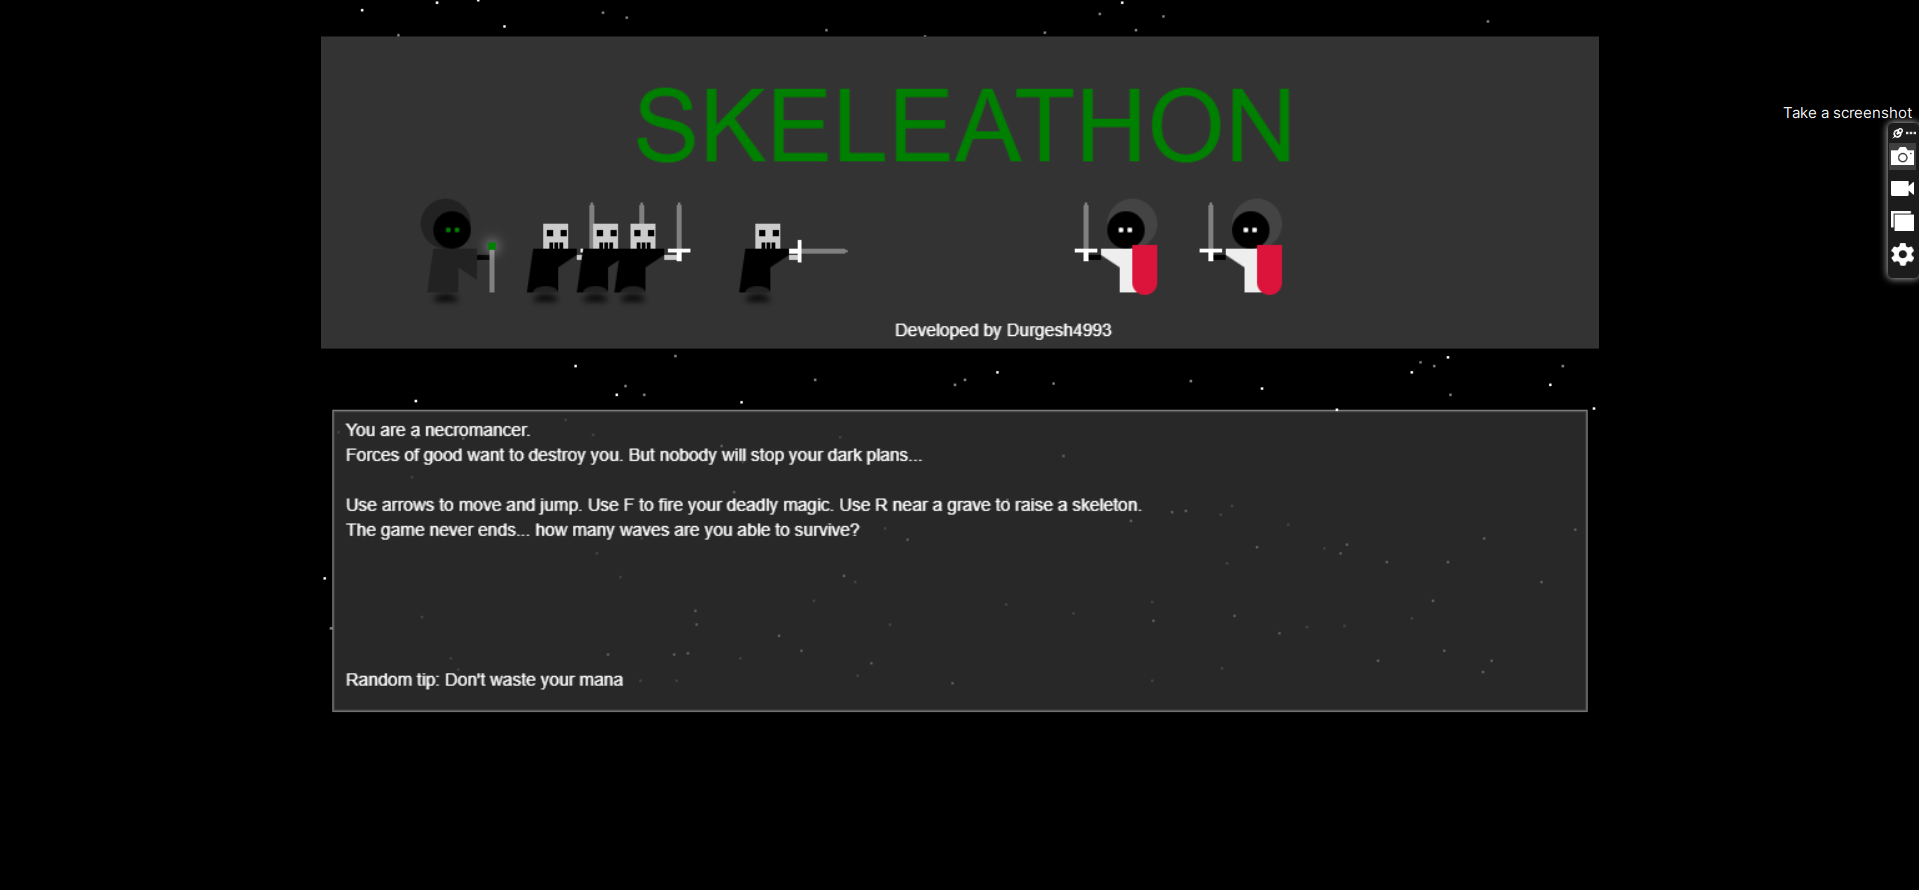 SKELEATHON
Take a screenshot
Developed by Durgesh4993
You are a necromancer.
Forces of good want to destroy you. But nobody will stop your dark plans...
Use arrows to move and jump. Use F to fire your deadly magic. Use R near a grave to raise a skeleton.
The game never ends... how many waves are you able to survive?
Random tip: Don't waste your mana